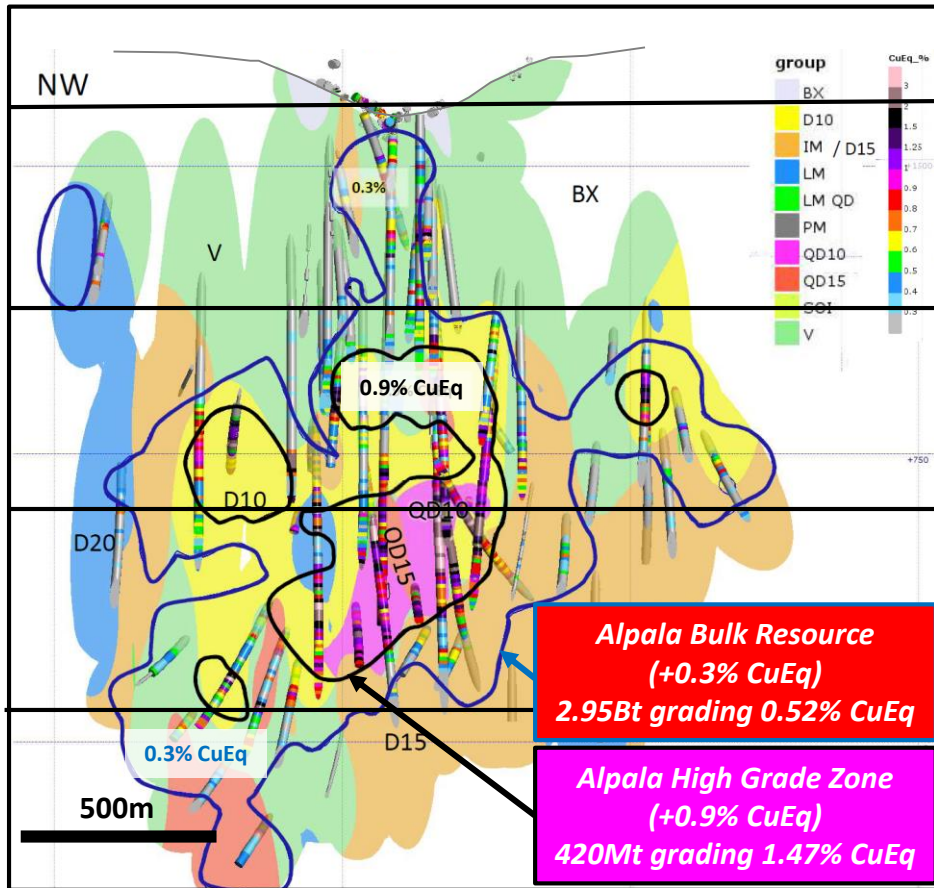 NW
group
BX
D10
IM / D15
LM
LM QD
PM
QD10
QD15
V
CuEq_%
3
2
1.5
1.25
1
0.9
0.8
0.7
0.6
0.5
0.4
0.3
0.3%
BX
V
0.9% CuEq
+750
D10
QD10
QD15
D20
D15
0.3% CuEq
500m
Alpala Bulk Resource
(+0.3% CuEq)
2.95Bt grading 0.52% CuEq
Alpala High Grade Zone
(+0.9% CuEq)
420Mt grading 1.47% CuEq